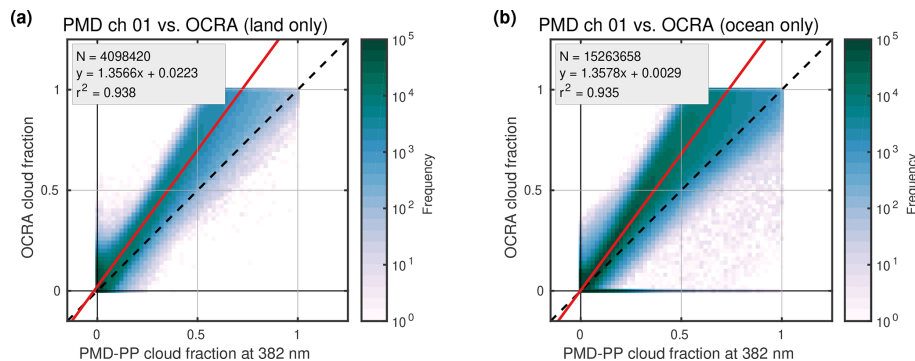 (a)
PMD ch 01 vs. OCRA (land only)
N = 4098420
y = 1.3566x + 0.0223
r² = 0.938
OCRA cloud fraction
1
0.5
0
0
0.5
1
PMD-PP cloud fraction at 382 nm
10⁵
10⁴
10³
10²
10¹
10⁰
Frequency
(b)
PMD ch 01 vs. OCRA (ocean only)
N = 15263658
y = 1.3578x + 0.0029
r² = 0.935
OCRA cloud fraction
1
0.5
0
0
0.5
1
PMD-PP cloud fraction at 382 nm
10⁵
10⁴
10³
10²
10¹
10⁰
Frequency